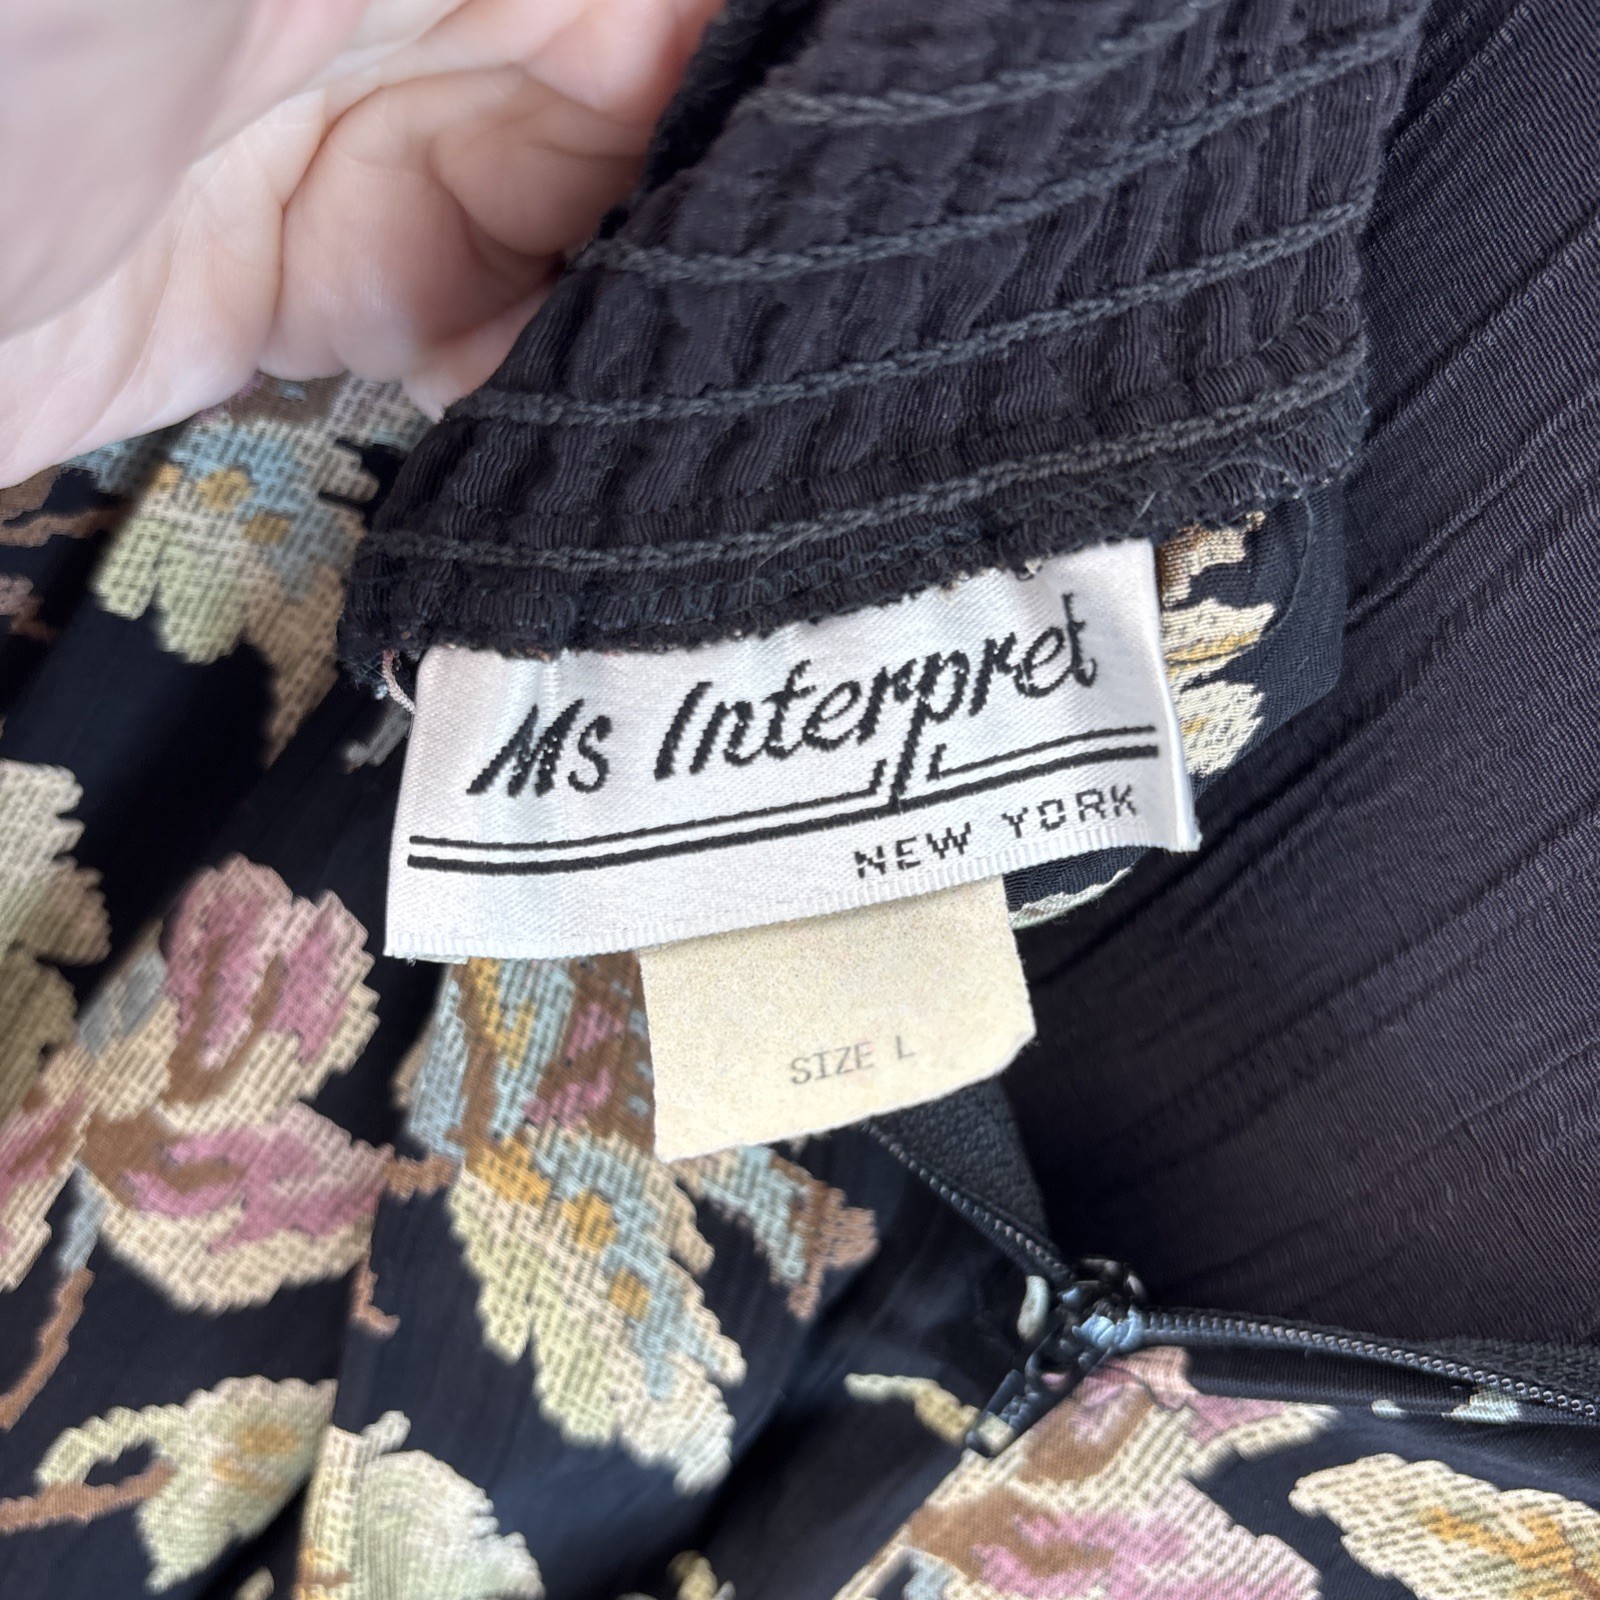 Ms Interpret
NEW YORK
SIZE L